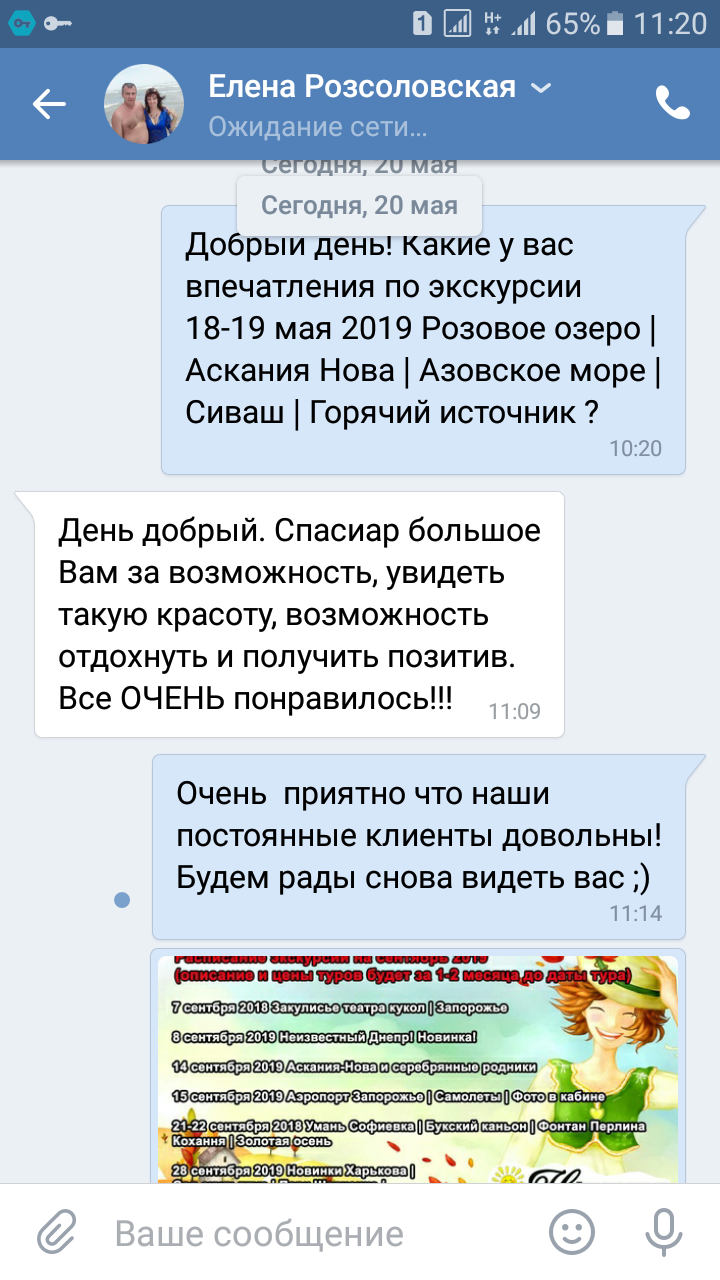 1 H+ 65% 11:20
Елена Розсоловская
Ожидание сети...
Сегодня, 20 мая
Сегодня, 20 мая
Добрый день! Какие у вас
впечатления по экскурсии
18-19 мая 2019 Розовое озеро |
Аскания Нова | Азовское море |
Сиваш | Горячий источник ?
10:20
День добрый. Спасиар большое
Вам за возможность, увидеть
такую красоту, возможность
отдохнуть и получить позитив.
Все ОЧЕНЬ понравилось!!!
11:09
Очень  приятно что наши
постоянные клиенты довольны!
Будем рады снова видеть вас ;)
11:14
Расписание экскурсий на сентябрь 2019
(описание и цены туров будет за 1-2 месяца до даты тура)
7 сентября 2018 Закулисье театра кукол | Запорожье
8 сентября 2019 Неизвестный Днепр! Новинка!
14 сентября 2019 Аскания-Нова и серебрянные родники
15 сентября 2019 Аэропорт Запорожье | Самолеты | Фото в кабине
21-22 сентября 2018 Умань Софиевка | Букский каньон | Фонтан Перлина
Кохання | Золотая осень
28 сентября 2019 Новинки Харькова |
Ваше сообщение